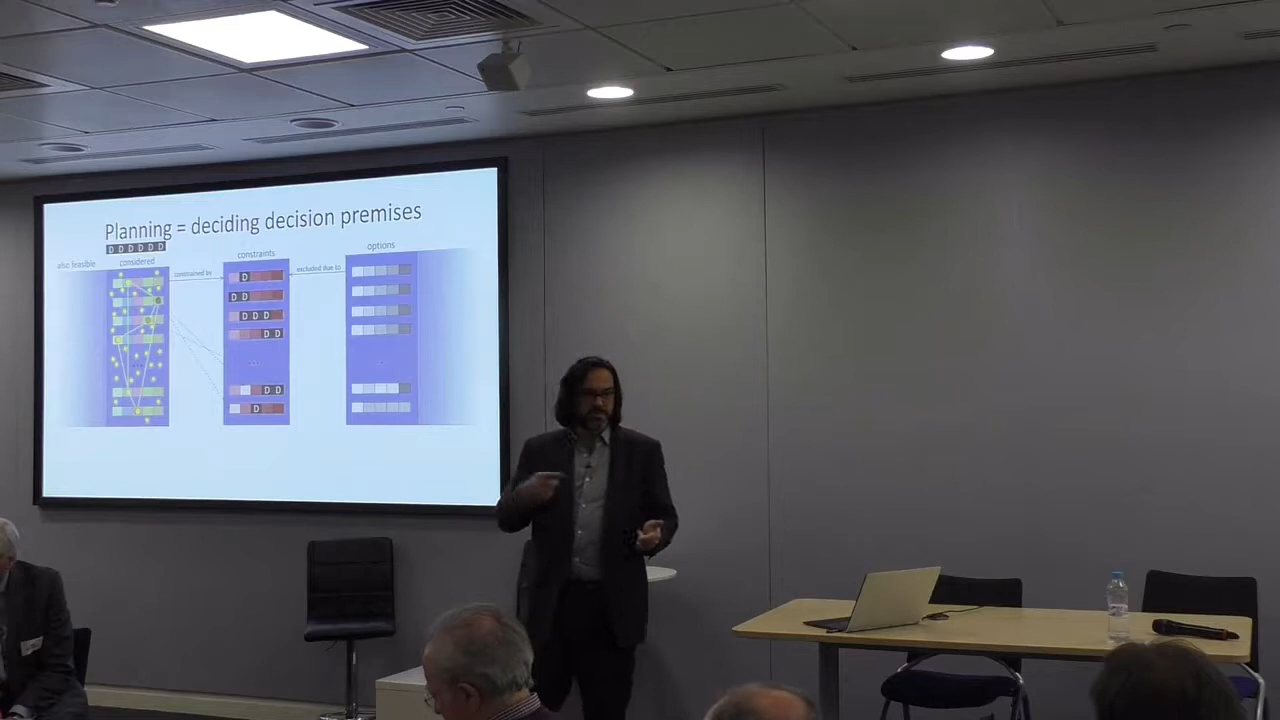 Planning = deciding decision premises
D D D D D D
also feasible
considered
constrained by
constraints
excluded due to
options
D
D D
D D D
D D
...
D D
D